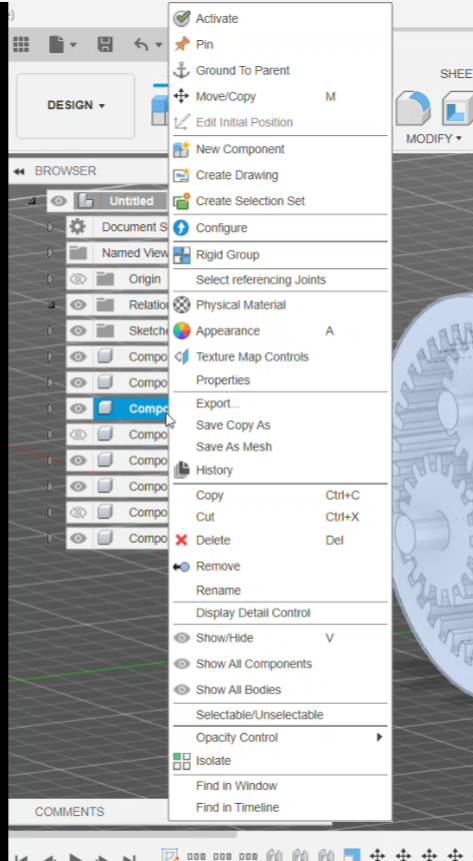 Activate
Pin
Ground To Parent
Move/Copy M
Edit Initial Position
New Component
Create Drawing
Create Selection Set
Configure
Rigid Group
Select referencing Joints
Physical Material
Appearance A
Texture Map Controls
Properties
Export...
Save Copy As
Save As Mesh
History
Copy Ctrl+C
Cut Ctrl+X
Delete Del
Remove
Rename
Display Detail Control
Show/Hide V
Show All Components
Show All Bodies
Selectable/Unselectable
Opacity Control
Isolate
Find in Window
Find in Timeline
DESIGN
SHEE
MODIFY
BROWSER
Untitled
Document S
Named View
Origin
Relation
Sketche
Compo
Compo
Compo
Compo
Compo
Compo
Compo
Compo
COMMENTS